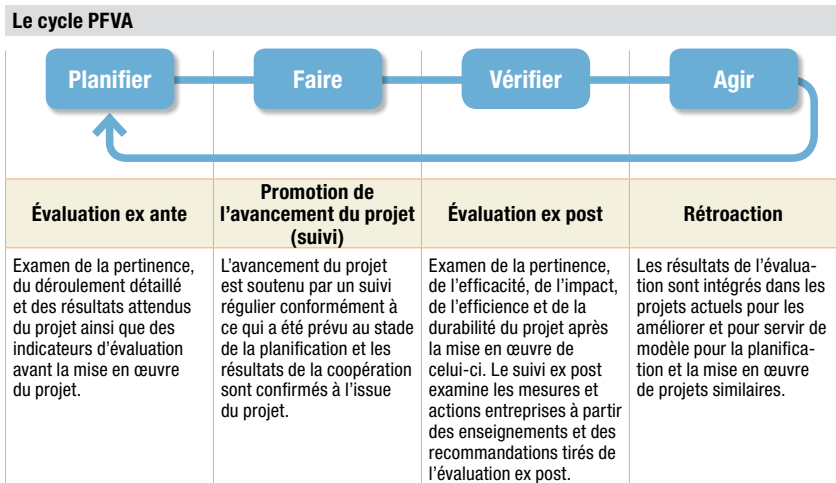 Le cycle PFVA
Planifier
Faire
Vérifier
Agir
Évaluation ex ante
Promotion de
l’avancement du projet
(suivi)
Évaluation ex post
Rétroaction
Examen de la pertinence,
du déroulement détaillé
et des résultats attendus
du projet ainsi que des
indicateurs d’évaluation
avant la mise en œuvre
du projet.
L’avancement du projet
est soutenu par un suivi
régulier conformément à
ce qui a été prévu au stade
de la planification et les
résultats de la coopération
sont confirmés à l’issue
du projet.
Examen de la pertinence,
de l’efficacité, de l’impact,
de l’efficience et de la
durabilité du projet après
la mise en œuvre de
celui-ci. Le suivi ex post
examine les mesures et
actions entreprises à partir
des enseignements et des
recommandations tirés de
l’évaluation ex post.
Les résultats de l’évalua-
tion sont intégrés dans les
projets actuels pour les
améliorer et pour servir de
modèle pour la planifica-
tion et la mise en œuvre
de projets similaires.